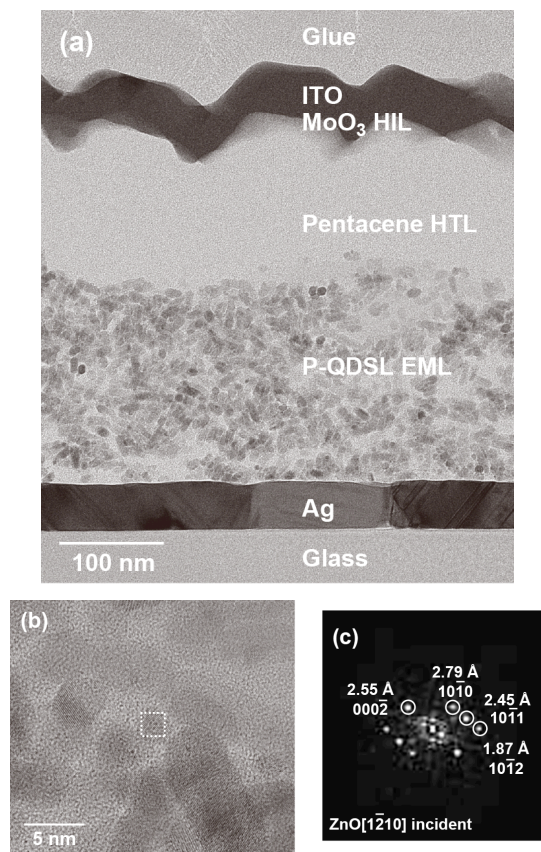 (a)
Glue
ITO
MoO₃ HIL
Pentacene HTL
P-QDSL EML
Ag
100 nm
Glass
(b)
5 nm
(c)
2.55 Å
0002̅
2.79 Å
101̅0
2.45 Å
101̅1
1.87 Å
101̅2
ZnO[12̅10] incident